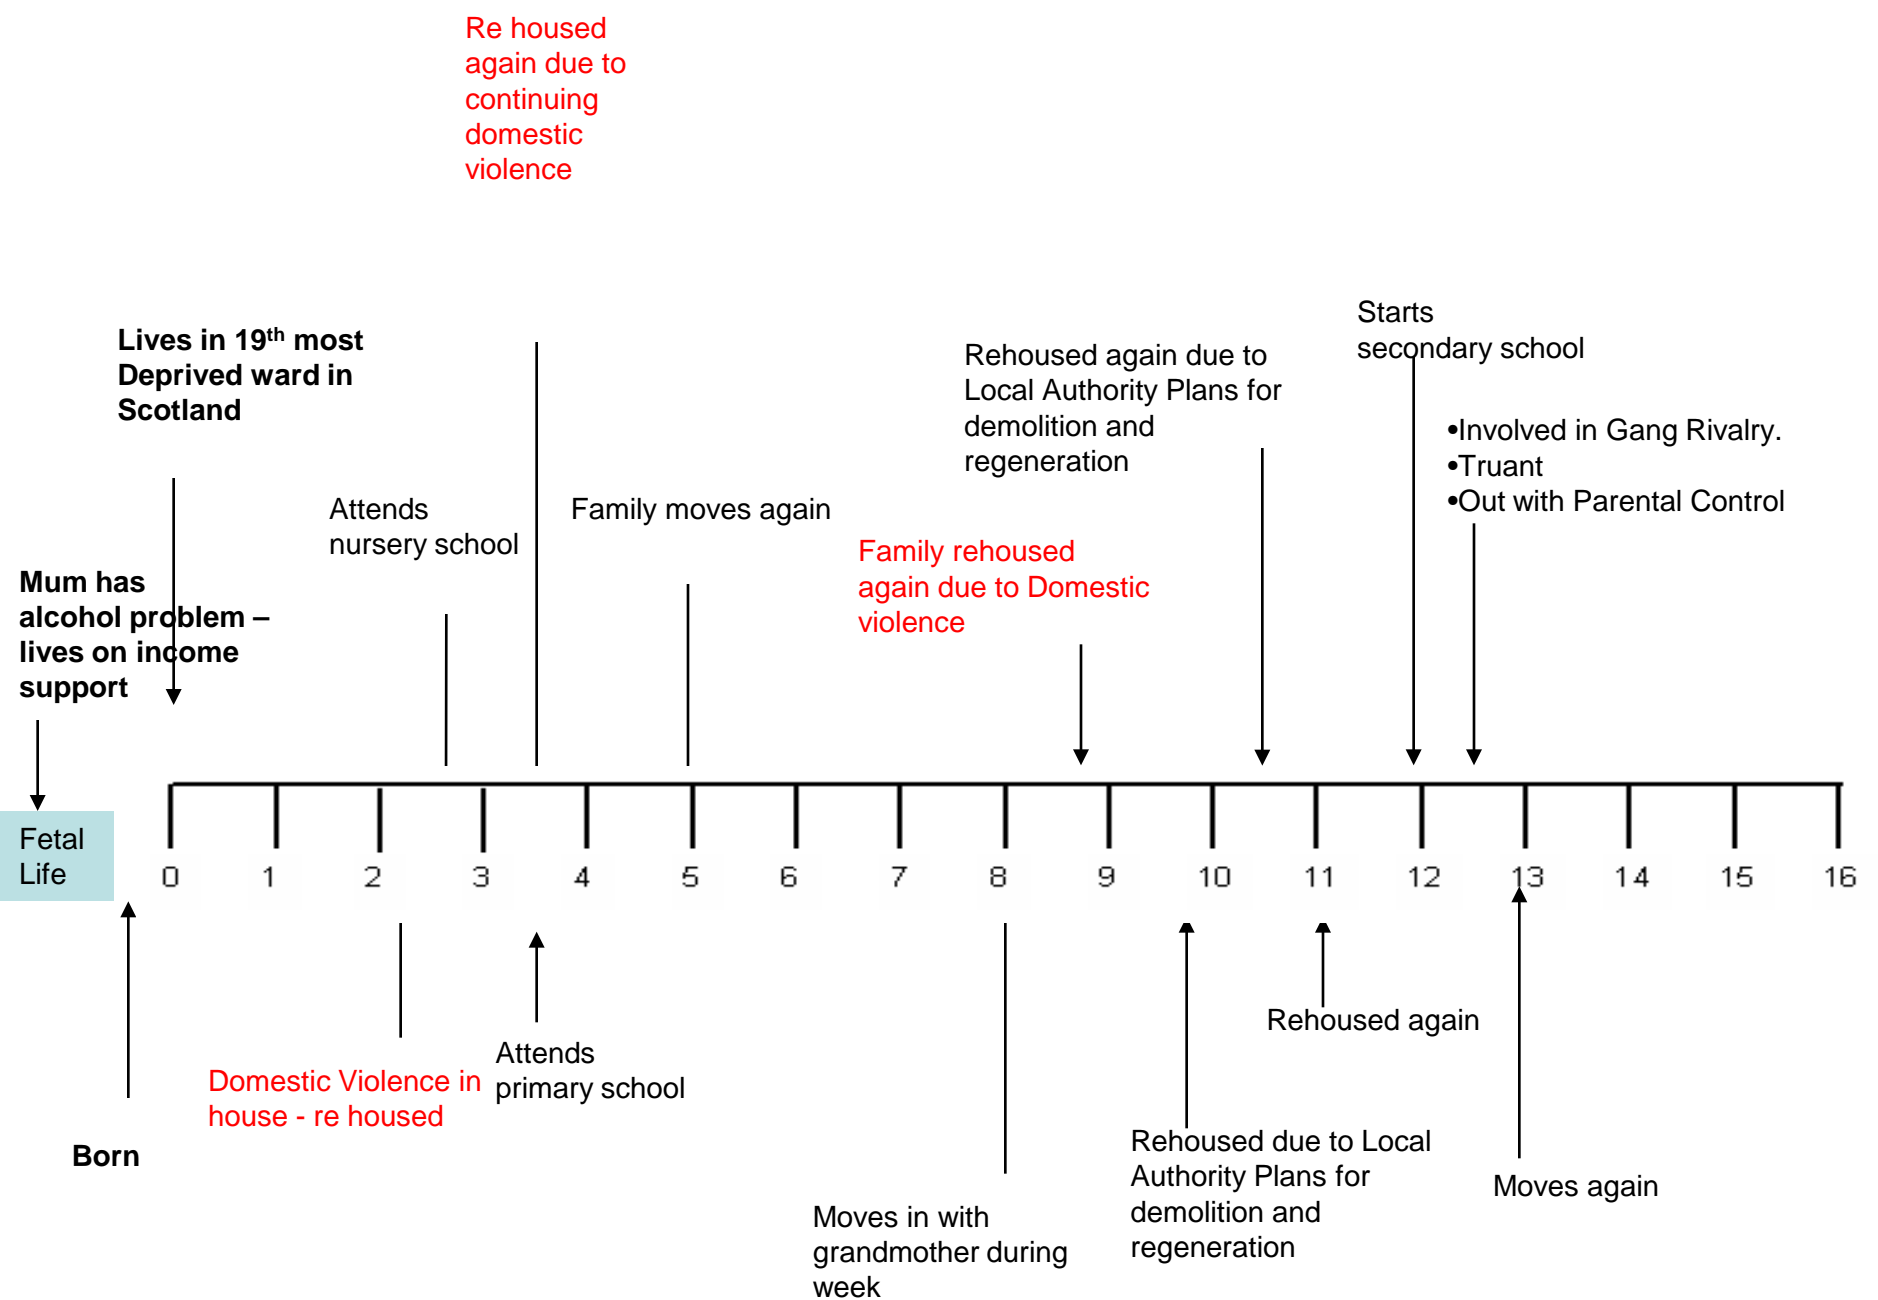 Re housed
again due to
continuing
domestic
violence
Lives in 19th most
Deprived ward in
Scotland
Starts
secondary school
Rehoused again due to
Local Authority Plans for
demolition and
regeneration
•Involved in Gang Rivalry.
•Truant
•Out with Parental Control
Attends
nursery school
Family moves again
Family rehoused
again due to Domestic
violence
Mum has
alcohol problem –
lives on income
support
Fetal
Life
0 1 2 3 4 5 6 7 8 9 10 11 12 13 14 15 16
Born
Domestic Violence in
house - re housed
Attends
primary school
Moves in with
grandmother during
week
Rehoused due to Local
Authority Plans for
demolition and
regeneration
Rehoused again
Moves again